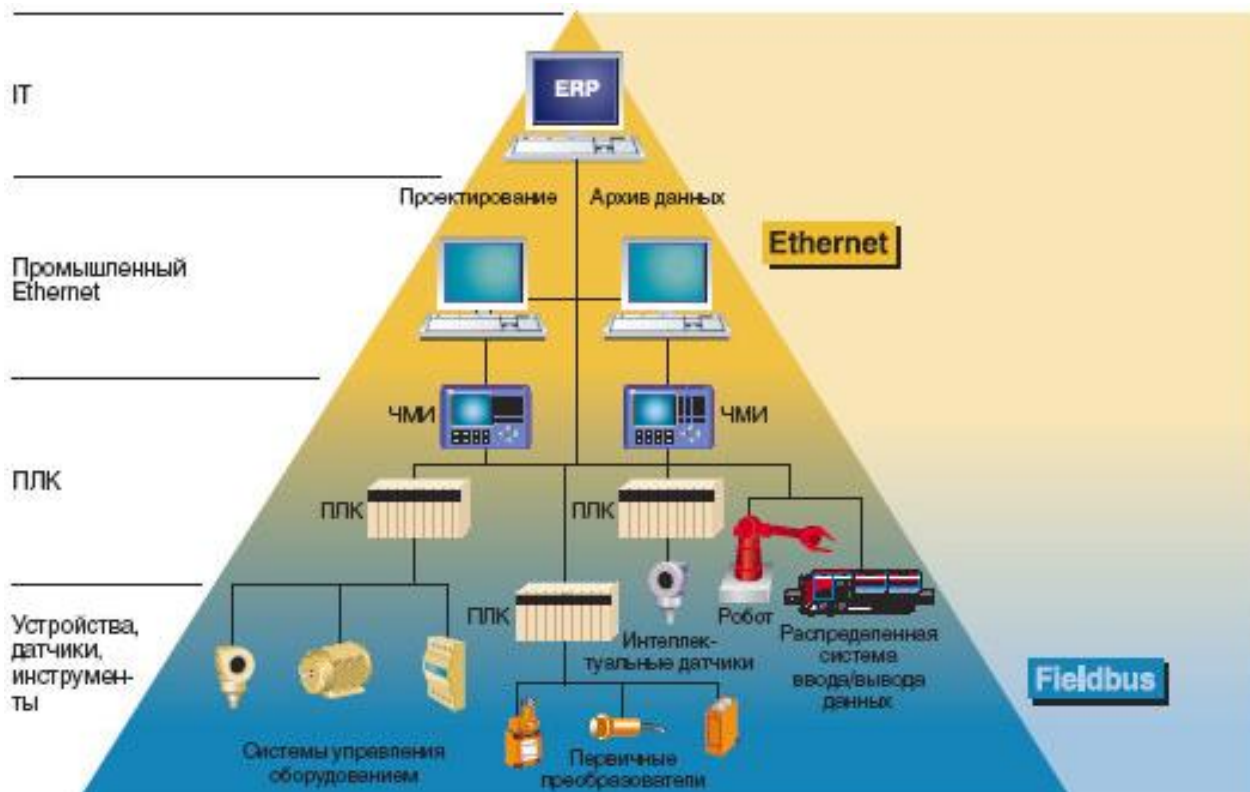 IT
ERP
Проектирование
Архив данных
Ethernet
Промышленный
Ethernet
ЧМИ
ЧМИ
ПЛК
ПЛК
ПЛК
ПЛК
Устройства,
датчики,
инструмен-
ты
Робот
Интеллек-
туальные датчики
Распределенная
система
ввода/вывода
данных
Fieldbus
Системы управления
оборудованием
Первичные
преобразователи